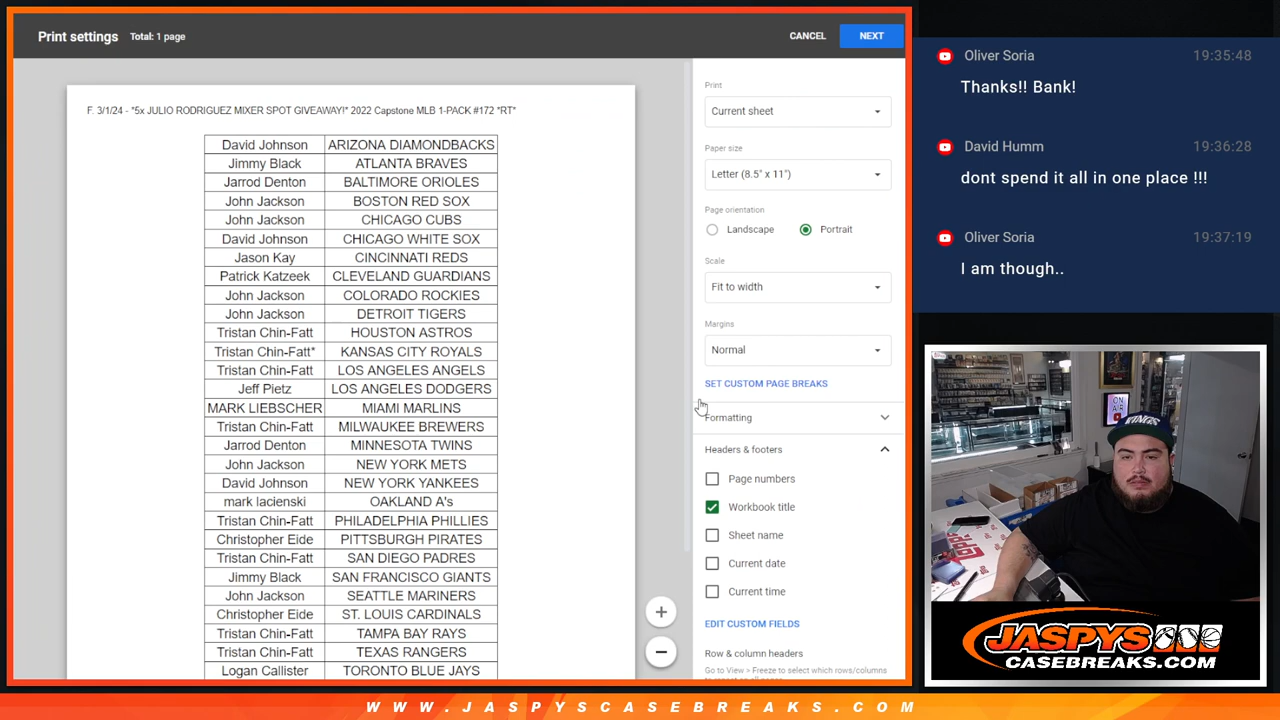 Print settings
Total: 1 page
CANCEL
NEXT
F. 3/1/24 - *5x JULIO RODRIGUEZ MIXER SPOT GIVEAWAY!* 2022 Capstone MLB 1-PACK #172 *RT*
David Johnson ARIZONA DIAMONDBACKS
Jimmy Black ATLANTA BRAVES
Jarrod Denton BALTIMORE ORIOLES
John Jackson BOSTON RED SOX
John Jackson CHICAGO CUBS
David Johnson CHICAGO WHITE SOX
Jason Kay CINCINNATI REDS
Patrick Katzeek CLEVELAND GUARDIANS
John Jackson COLORADO ROCKIES
John Jackson DETROIT TIGERS
Tristan Chin-Fatt HOUSTON ASTROS
Tristan Chin-Fatt* KANSAS CITY ROYALS
Tristan Chin-Fatt LOS ANGELES ANGELS
Jeff Pletz LOS ANGELES DODGERS
MARK LIEBSCHER MIAMI MARLINS
Tristan Chin-Fatt MILWAUKEE BREWERS
Jarrod Denton MINNESOTA TWINS
John Jackson NEW YORK METS
David Johnson NEW YORK YANKEES
mark lacienski OAKLAND A's
Tristan Chin-Fatt PHILADELPHIA PHILLIES
Christopher Eide PITTSBURGH PIRATES
Tristan Chin-Fatt SAN DIEGO PADRES
Jimmy Black SAN FRANCISCO GIANTS
John Jackson SEATTLE MARINERS
Christopher Eide ST. LOUIS CARDINALS
Tristan Chin-Fatt TAMPA BAY RAYS
Tristan Chin-Fatt TEXAS RANGERS
Logan Callister TORONTO BLUE JAYS
Print
Current sheet
Paper size
Letter (8.5" x 11")
Page orientation
Landscape
Portrait
Scale
Fit to width
Margins
Normal
SET CUSTOM PAGE BREAKS
Formatting
Headers & footers
Page numbers
Workbook title
Sheet name
Current date
Current time
EDIT CUSTOM FIELDS
Row & column headers
Go to View > Freeze to select which rows/columns
Oliver Soria 19:35:48
Thanks!! Bank!
David Humm 19:36:28
dont spend it all in one place !!!
Oliver Soria 19:37:19
I am though..
ON AIR
JASPYS
CASEBREAKS.COM
WWW.JASPYSCASEBREAKS.COM